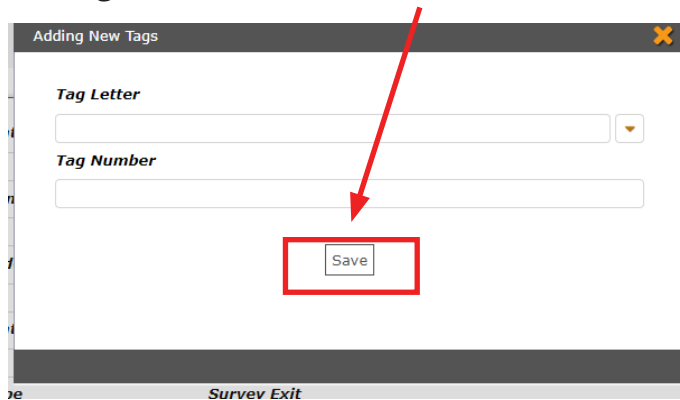 Adding New Tags
Tag Letter
Tag Number
Save
Survey Exit